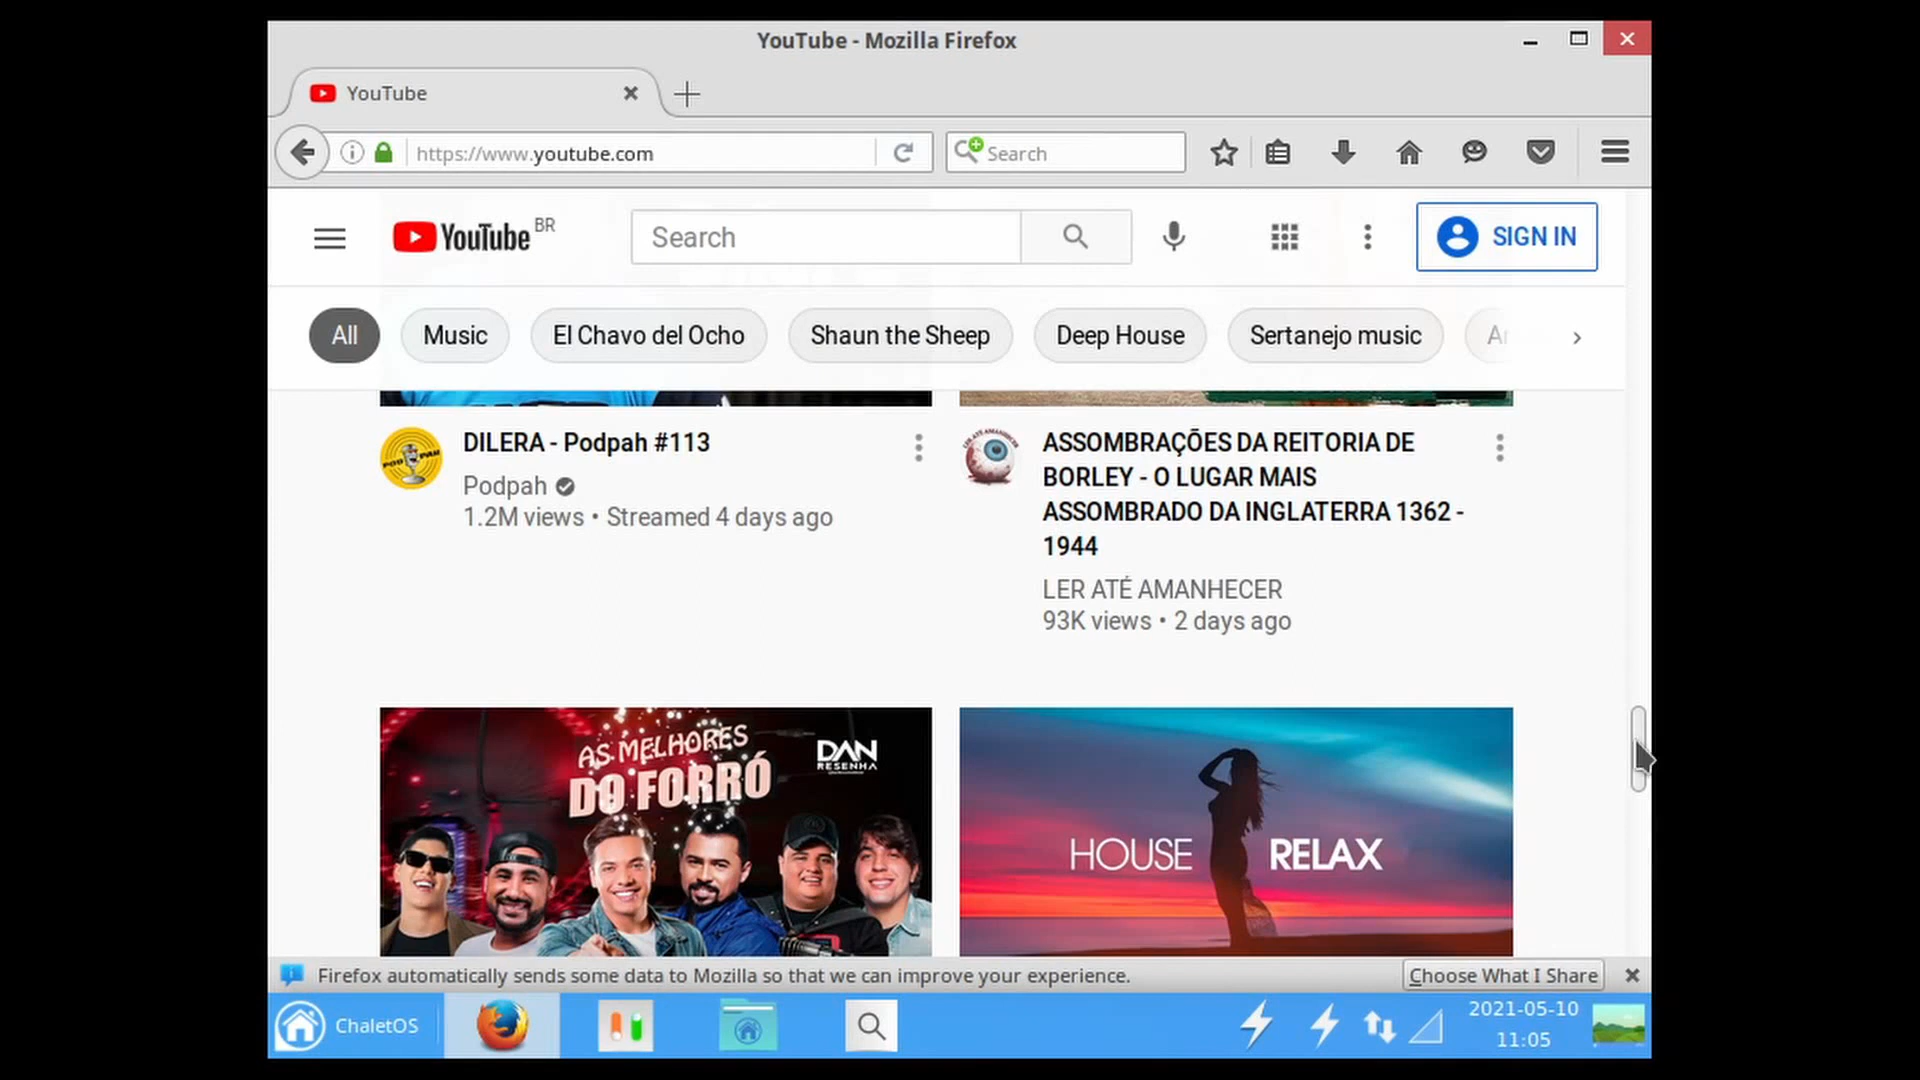 YouTube - Mozilla Firefox
YouTube
https://www.youtube.com
Search
YouTube BR
Search
SIGN IN
All
Music
El Chavo del Ocho
Shaun the Sheep
Deep House
Sertanejo music
DILERA - Podpah #113
Podpah
1.2M views • Streamed 4 days ago
LER ATÉ AMANHECER
ASSOMBRAÇÕES DA REITORIA DE
BORLEY - O LUGAR MAIS
ASSOMBRADO DA INGLATERRA 1362 -
1944
LER ATÉ AMANHECER
93K views • 2 days ago
AS MELHORES
DO FORRÓ
DAN
RESENHA
HOUSE RELAX
Firefox automatically sends some data to Mozilla so that we can improve your experience.
Choose What I Share
ChaletOS
2021-05-10
11:05